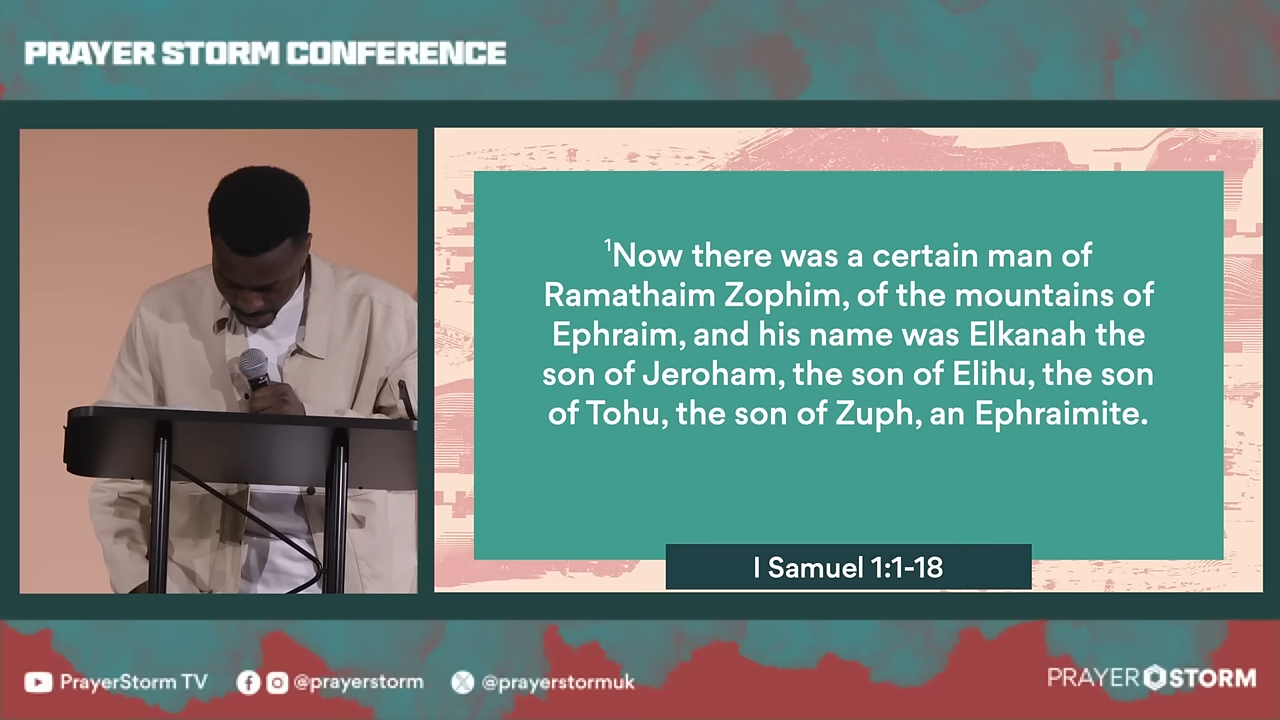 PRAYER STORM CONFERENCE
¹Now there was a certain man of
Ramathaim Zophim, of the mountains of
Ephraim, and his name was Elkanah the
son of Jeroham, the son of Elihu, the son
of Tohu, the son of Zuph, an Ephraimite.
I Samuel 1:1-18
PrayerStorm TV
@prayerstorm
@prayerstormuk
PRAYER STORM